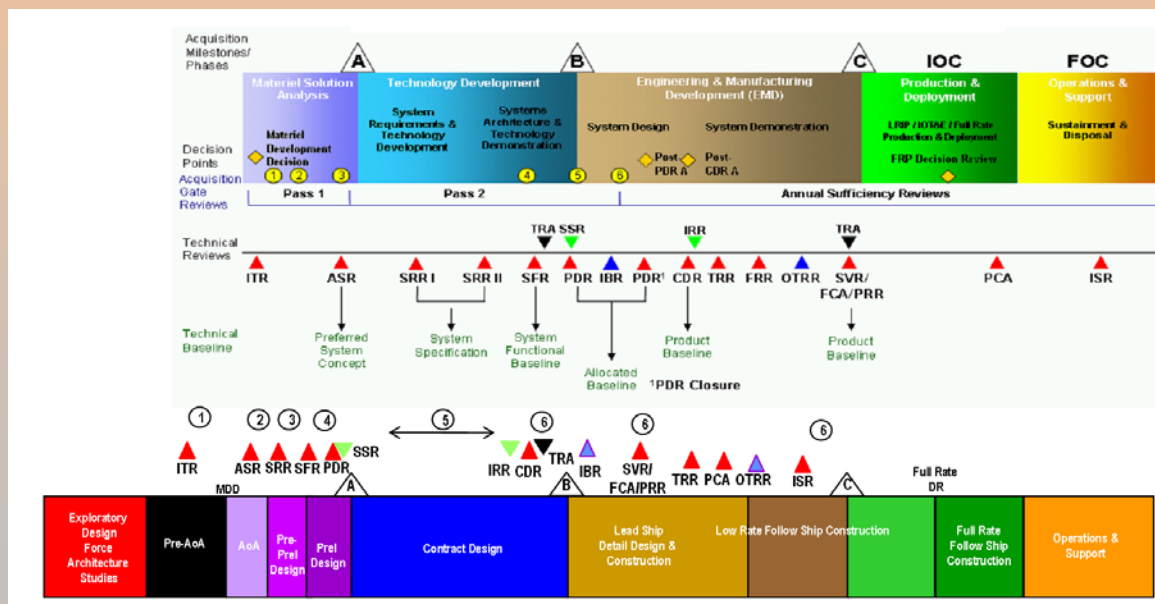 Acquisition
Milestones/
Phases
A
B
C
IOC
FOC
Materiel Solution
Analysis
Technology Development
Engineering & Manufacturing
Development (EMD)
Production &
Deployment
Operations &
Support
System
Requirements &
Technology
Development
Systems
Architecture &
Technology
Demonstration
System Design
System Demonstration
LRIP / IOT&E / Full Rate
Production & Deployment
Sustainment &
Disposal
Decision
Points
Materiel
Development
Decision
Post-
PDR A
Post-
CDR A
FRP Decision Review
1
2
3
4
5
6
Acquisition
Gate
Reviews
Pass 1
Pass 2
Annual Sufficiency Reviews
Technical
Reviews
TRA
SSR
IRR
TRA
ITR
ASR
SRR I
SRR II
SFR
PDR
IBR
PDR¹
CDR
TRR
FRR
OTRR
SVR/
FCA/PRR
PCA
ISR
Technical
Baseline
Preferred
System
Concept
System
Specification
System
Functional
Baseline
Allocated
Baseline
Product
Baseline
¹PDR Closure
Product
Baseline
1
2
3
4
5
6
6
6
ITR
ASR
SRR
SFR
PDR
SSR
IRR
CDR
TRA
IBR
SVR/
FCA/PRR
TRR
PCA
OTRR
ISR
MDD
A
B
C
Full Rate
DR
Exploratory
Design
Force
Architecture
Studies
Pre-AoA
AoA
Pre-
Prel
Design
Prel
Design
Contract Design
Lead Ship
Detail Design &
Construction
Low Rate Follow Ship Construction
Full Rate
Follow Ship
Construction
Operations &
Support